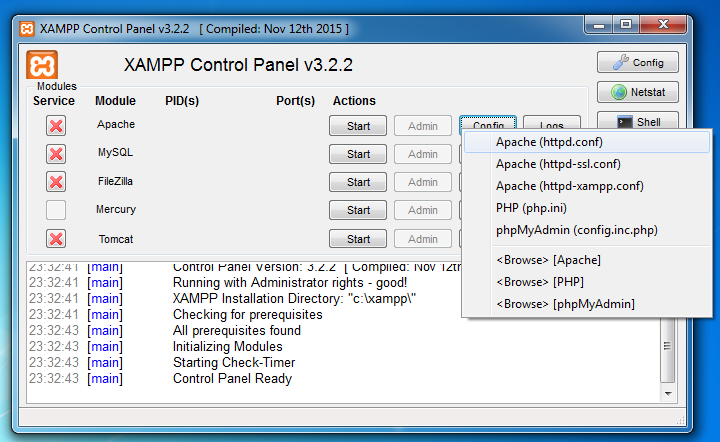 XAMPP Control Panel v3.2.2 [ Compiled: Nov 12th 2015 ]
XAMPP Control Panel v3.2.2
Config
Modules
Service Module PID(s) Port(s) Actions
Netstat
Apache Start Admin Config Logs
Shell
MySQL Start Admin
FileZilla Start Admin
Mercury Start Admin
Tomcat Start Admin
Apache (httpd.conf)
Apache (httpd-ssl.conf)
Apache (httpd-xampp.conf)
PHP (php.ini)
phpMyAdmin (config.inc.php)
<Browse> [Apache]
<Browse> [PHP]
<Browse> [phpMyAdmin]
23:32:41 [main] Control Panel Version: 3.2.2 [ Compiled: Nov 12th
23:32:41 [main] Running with Administrator rights - good!
23:32:41 [main] XAMPP Installation Directory: "c:\xampp\"
23:32:41 [main] Checking for prerequisites
23:32:43 [main] All prerequisites found
23:32:43 [main] Initializing Modules
23:32:43 [main] Starting Check-Timer
23:32:43 [main] Control Panel Ready